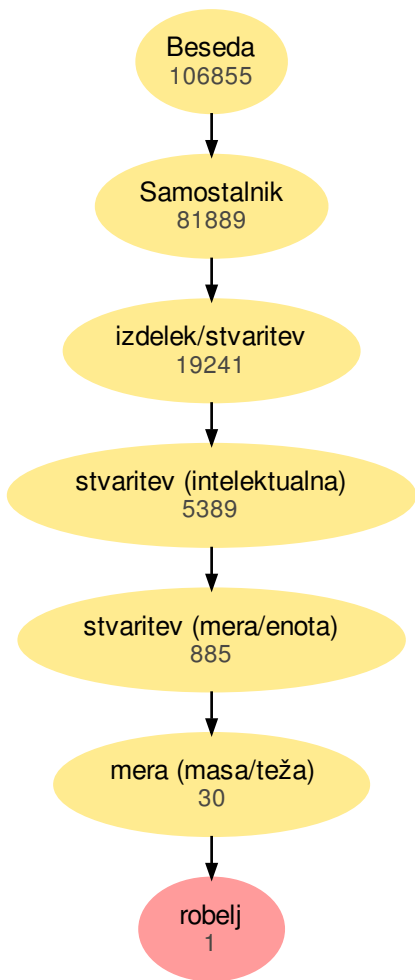 Beseda
106855
Samostalnik
81889
izdelek/stvaritev
19241
stvaritev (intelektualna)
5389
stvaritev (mera/enota)
885
mera (masa/teža)
30
robelj
1